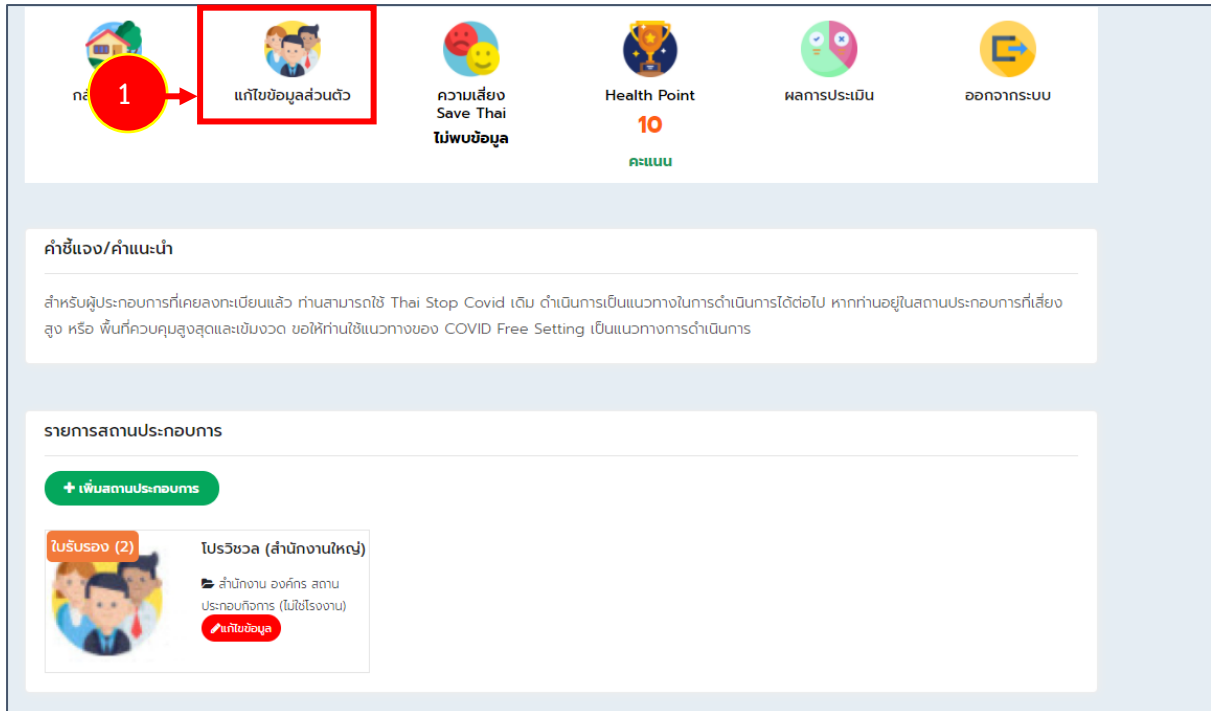 1
แก้ไขข้อมูลส่วนตัว
ความเสี่ยง
Save Thai
ไม่พบข้อมูล
Health Point
10
คะแนน
ผลการประเมิน
ออกจากระบบ
คำชี้แจง/คำแนะนำ
สำหรับผู้ประกอบการที่เคยลงทะเบียนแล้ว ท่านสามารถใช้ Thai Stop Covid เดิม ดำเนินการเป็นแนวทางในการดำเนินการได้ต่อไป หากท่านอยู่ในสถานประกอบการที่เสี่ยง
สูง หรือ พื้นที่ควบคุมสูงสุดและเข้มงวด ขอให้ท่านใช้แนวทางของ COVID Free Setting เป็นแนวทางการดำเนินการ
รายการสถานประกอบการ
+ เพิ่มสถานประกอบการ
ใบรับรอง (2)
โปรวิชวล (สำนักงานใหญ่)
สำนักงาน องค์กร สถาน
ประกอบกิจการ (ไม่ใช่โรงงาน)
แก้ไขข้อมูล